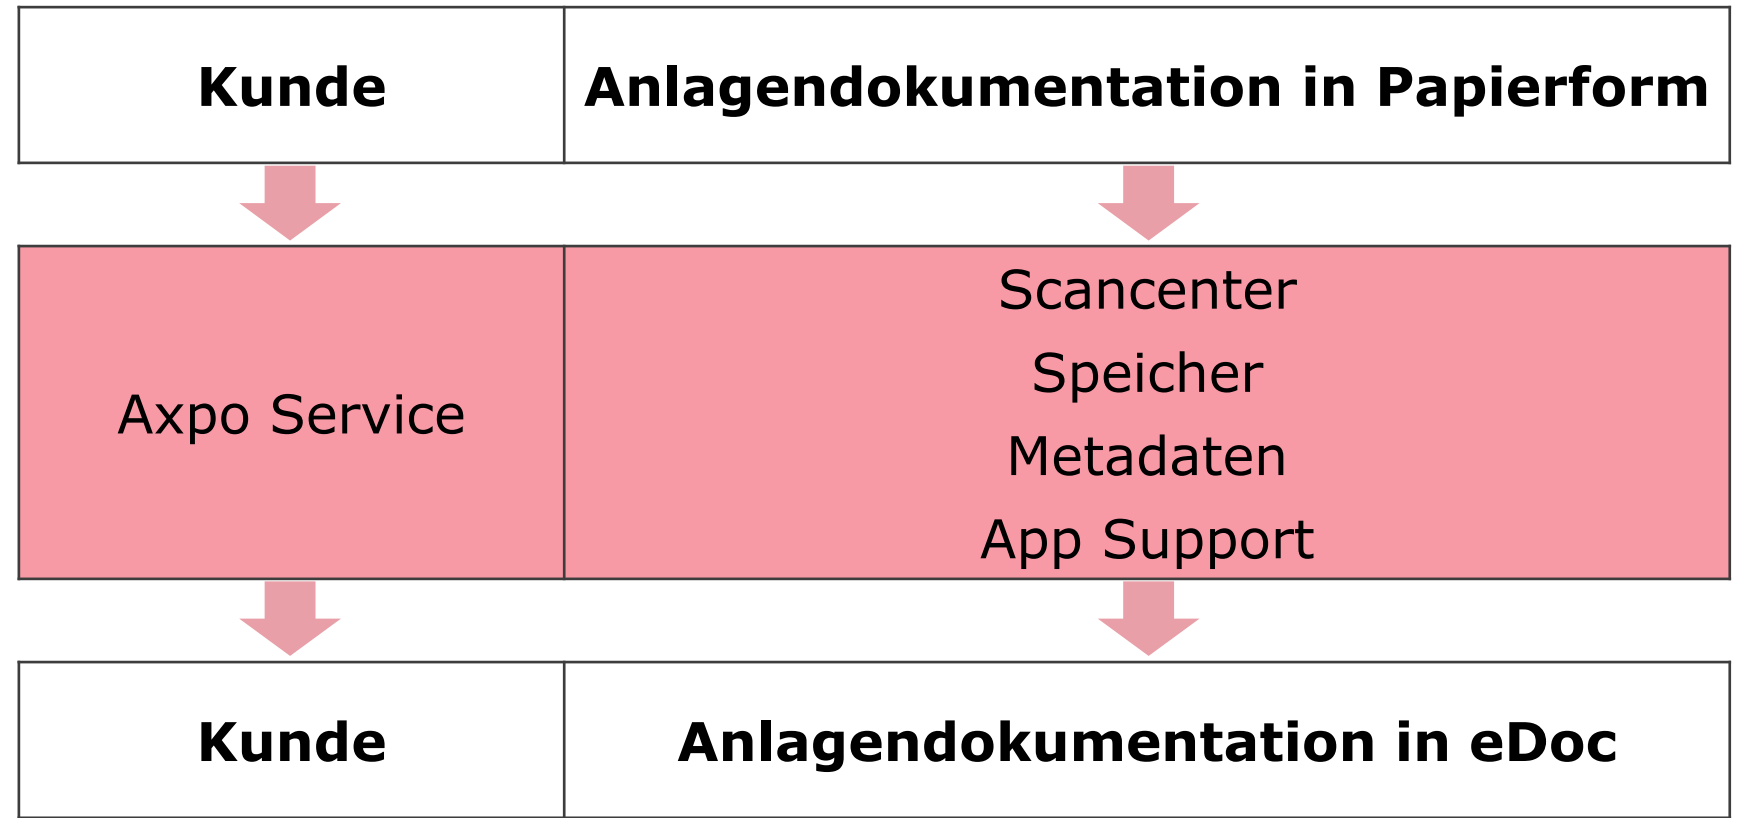 Kunde
Anlagendokumentation in Papierform
Axpo Service
Scancenter
Speicher
Metadaten
App Support
Kunde
Anlagendokumentation in eDoc